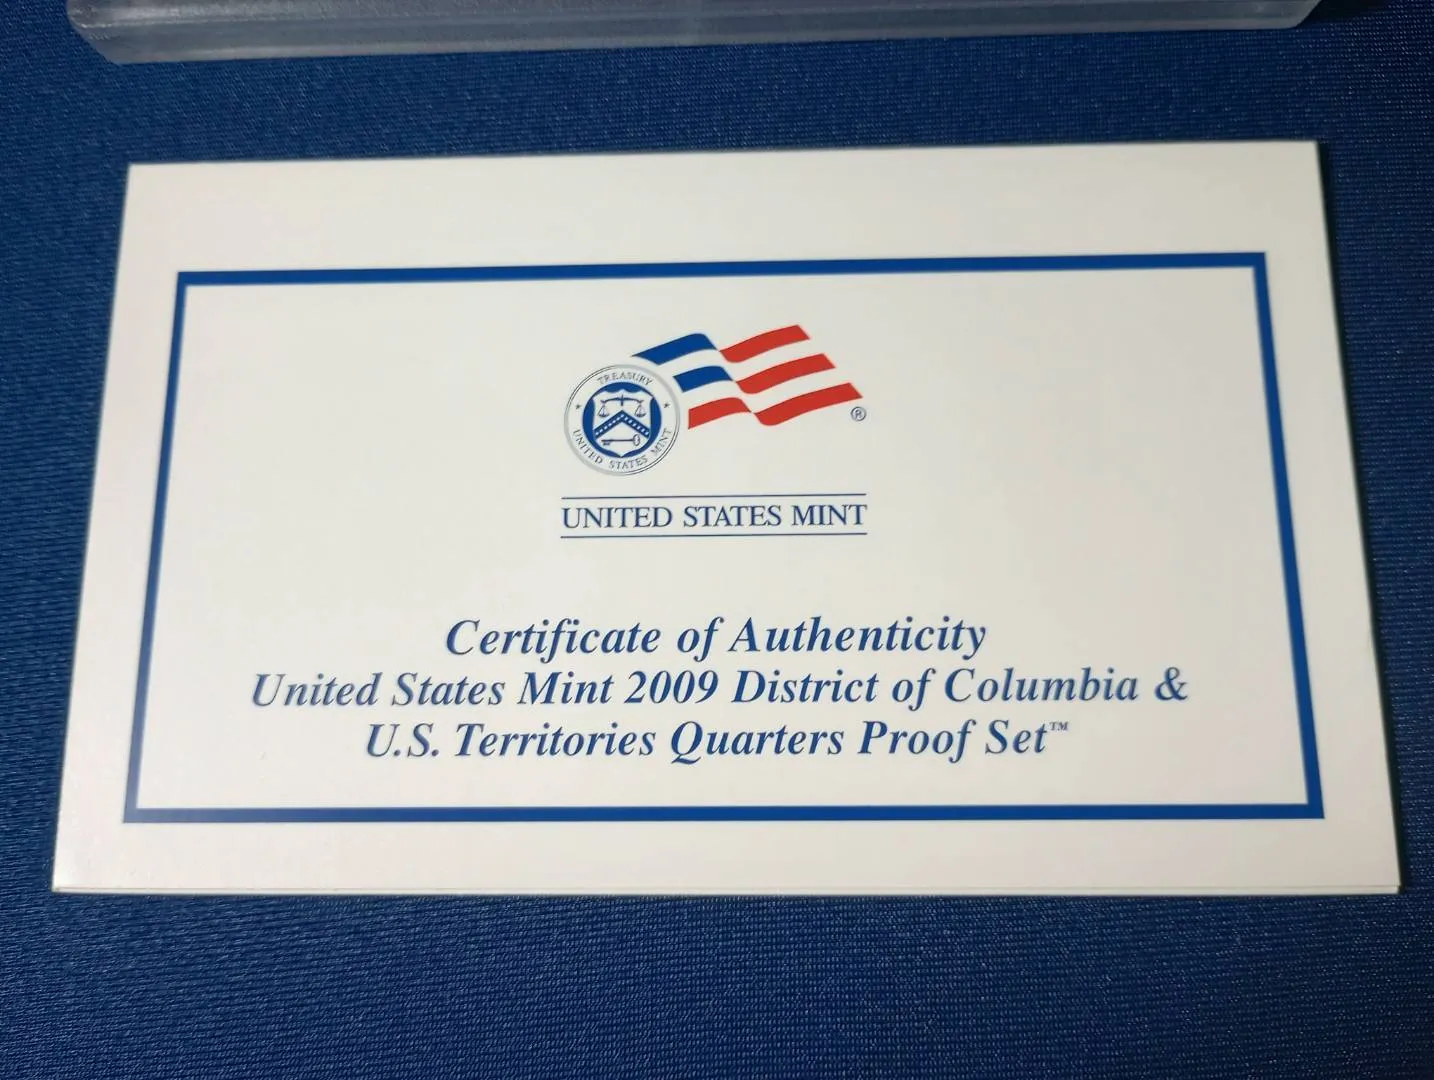 TREASURY
UNITED STATES MINT
®
UNITED STATES MINT
Certificate of Authenticity
United States Mint 2009 District of Columbia &
U.S. Territories Quarters Proof Set™